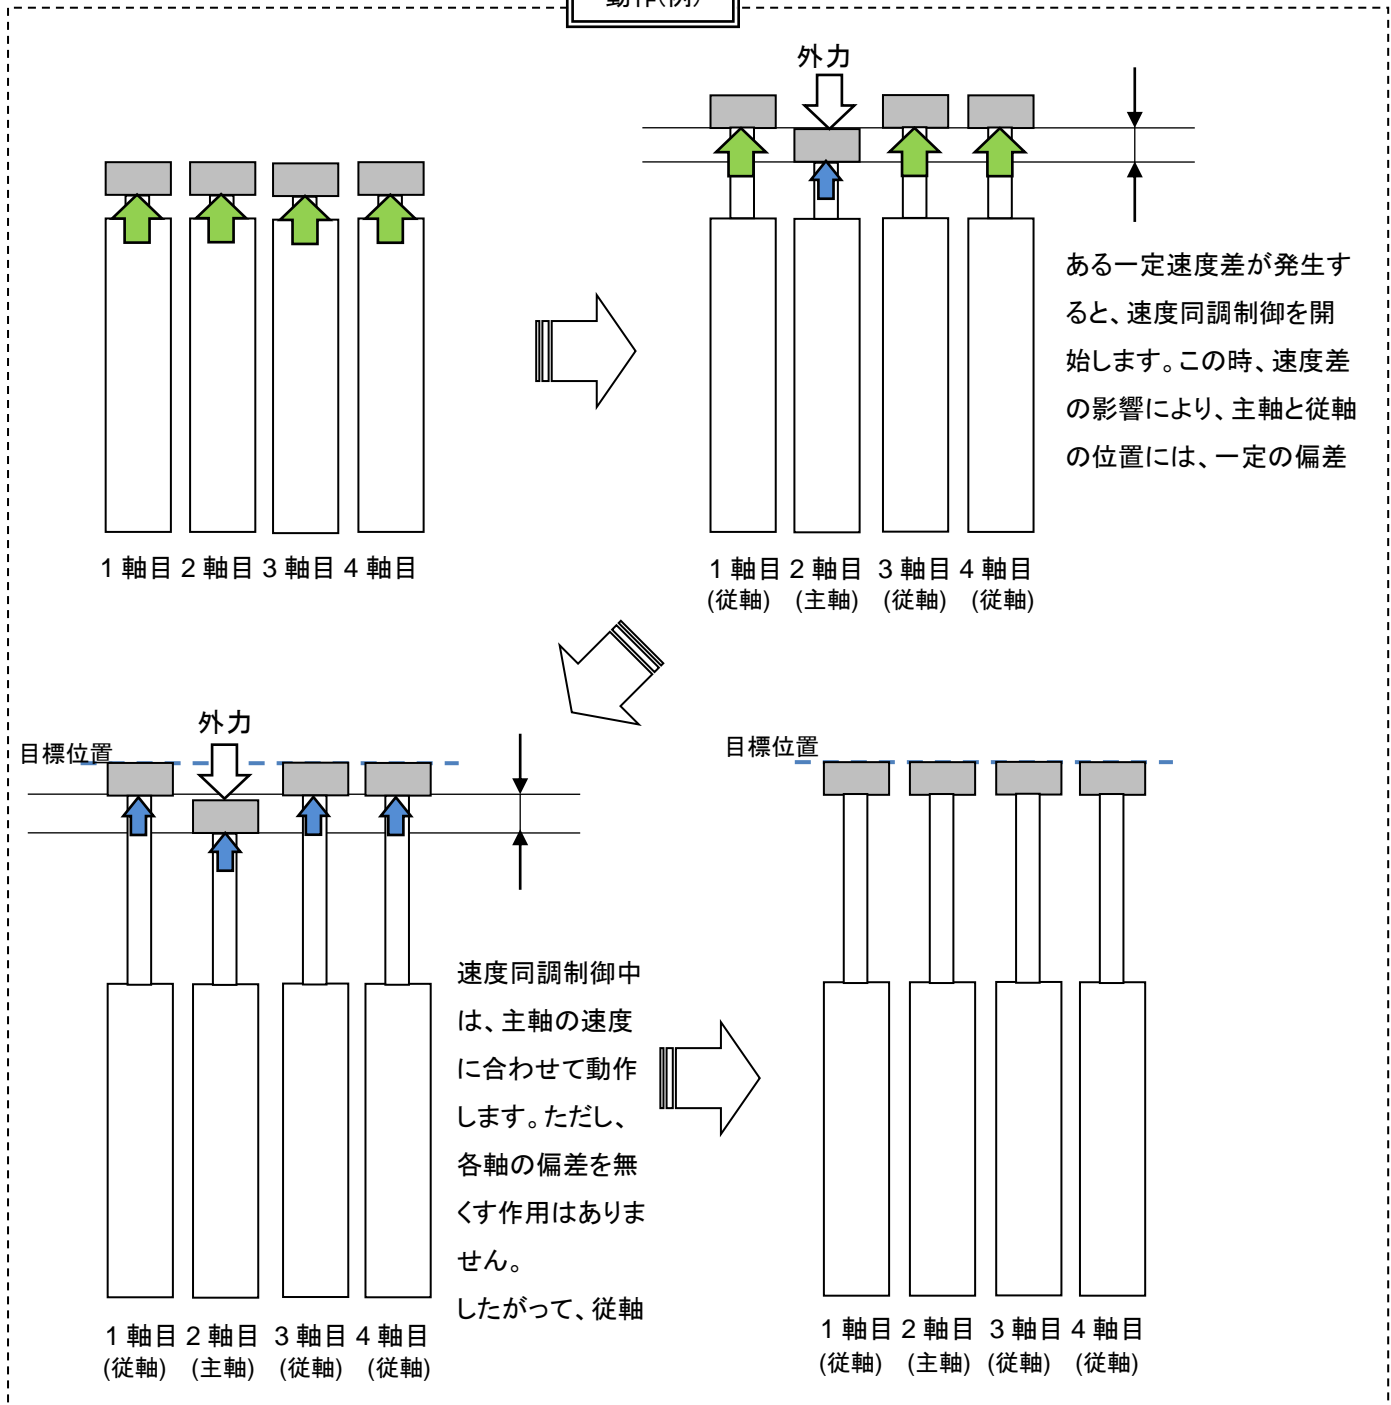 動作(例)
外力
ある一定速度差が発生す
ると、速度同調制御を開
始します。この時、速度差
の影響により、主軸と従軸
の位置には、一定の偏差
1 軸目 2 軸目 3 軸目 4 軸目
1 軸目 2 軸目 3 軸目 4 軸目
(従軸) (主軸) (従軸) (従軸)
外力
目標位置
速度同調制御中
は、主軸の速度
に合わせて動作
します。ただし、
各軸の偏差を無
くす作用はありま
せん。
したがって、従軸
1 軸目 2 軸目 3 軸目 4 軸目
(従軸) (主軸) (従軸) (従軸)
目標位置
1 軸目 2 軸目 3 軸目 4 軸目
(従軸) (主軸) (従軸) (従軸)